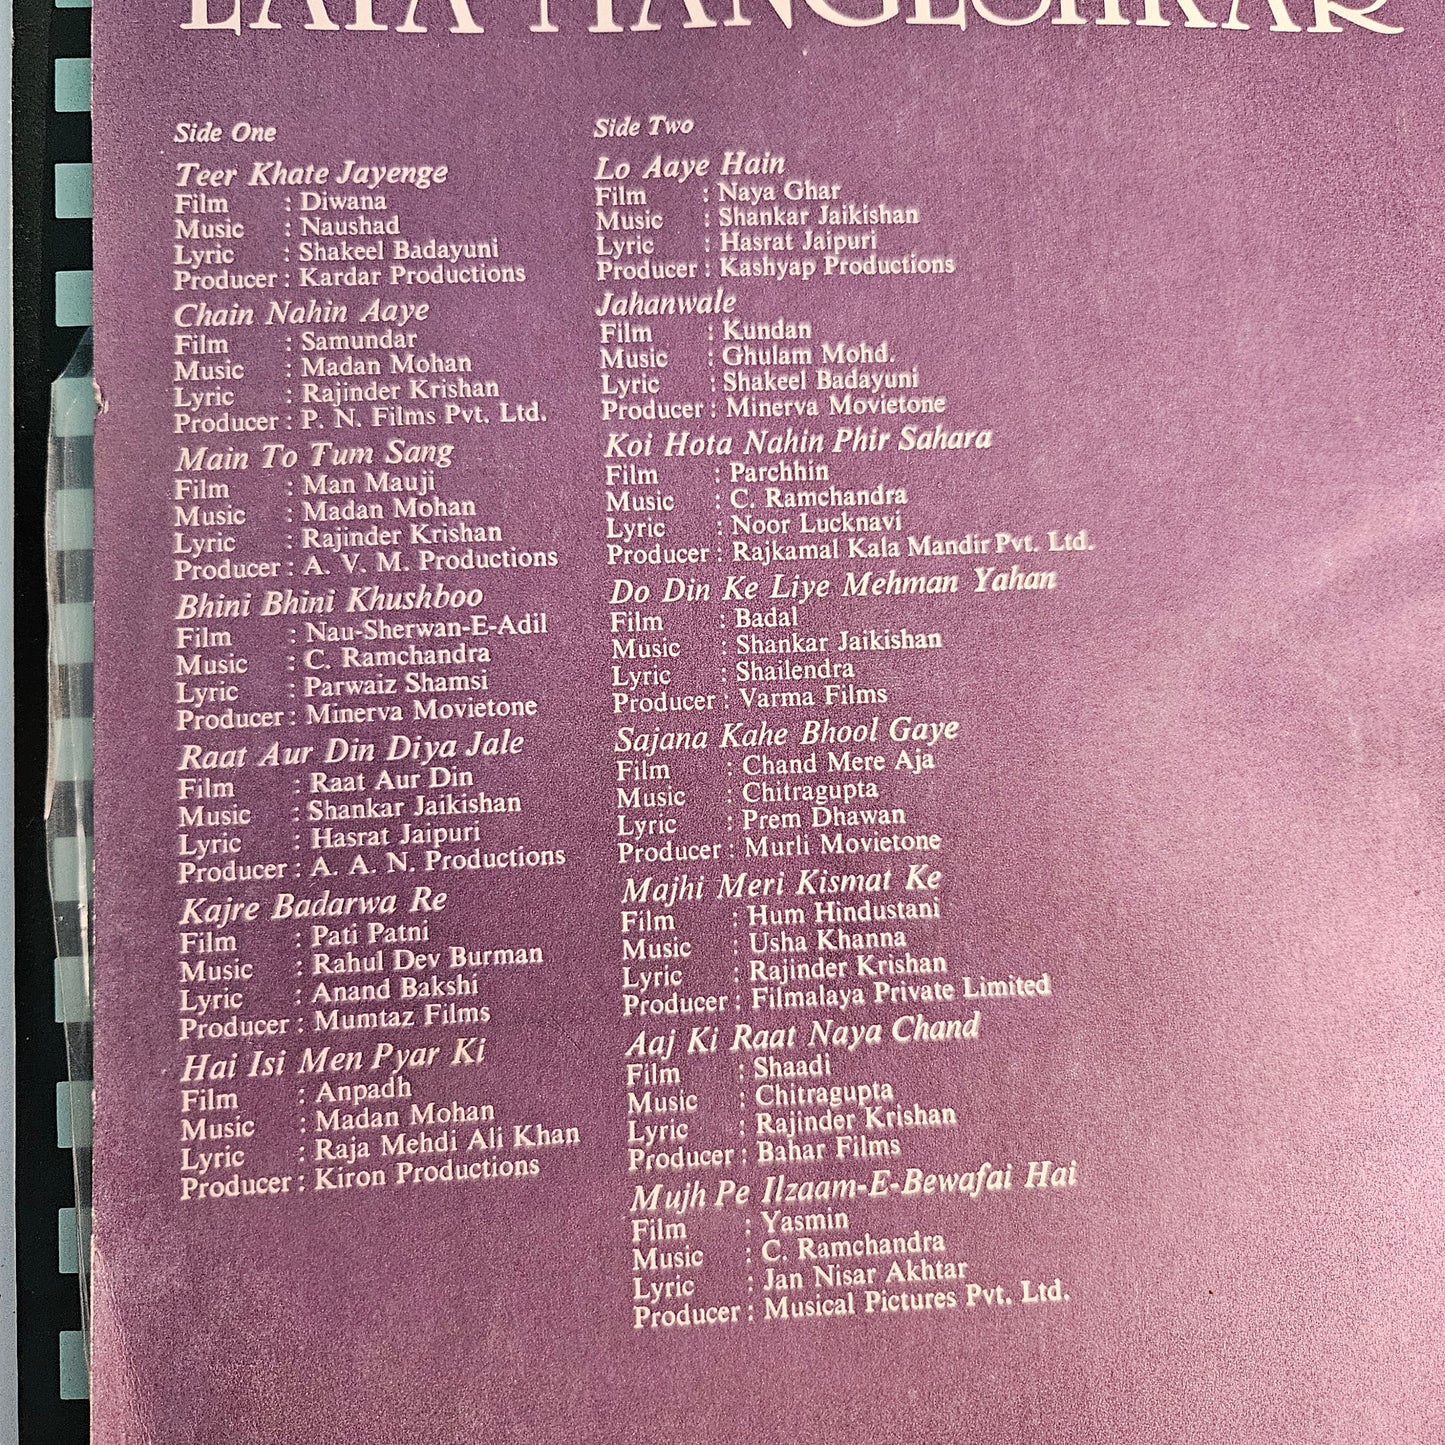 LATA MANGESHKAR
Side One
Teer Khate Jayenge
Film : Diwana
Music : Naushad
Lyric : Shakeel Badayuni
Producer : Kardar Productions
Chain Nahin Aaye
Film : Samundar
Music : Madan Mohan
Lyric : Rajinder Krishan
Producer : P. N. Films Pvt. Ltd.
Main To Tum Sang
Film : Man Mauji
Music : Madan Mohan
Lyric : Rajinder Krishan
Producer : A. V. M. Productions
Bhini Bhini Khushboo
Film : Nau-Sherwan-E-Adil
Music : C. Ramchandra
Lyric : Parwaiz Shamsi
Producer : Minerva Movietone
Raat Aur Din Diya Jale
Film : Raat Aur Din
Music : Shankar Jaikishan
Lyric : Hasrat Jaipuri
Producer : A. A. N. Productions
Kajre Badarwa Re
Film : Pati Patni
Music : Rahul Dev Burman
Lyric : Anand Bakshi
Producer : Mumtaz Films
Hai Isi Men Pyar Ki
Film : Anpadh
Music : Madan Mohan
Lyric : Raja Mehdi Ali Khan
Producer : Kiron Productions
Side Two
Lo Aaye Hain
Film : Naya Ghar
Music : Shankar Jaikishan
Lyric : Hasrat Jaipuri
Producer : Kashyap Productions
Jahanwale
Film : Kundan
Music : Ghulam Mohd.
Lyric : Shakeel Badayuni
Producer : Minerva Movietone
Koi Hota Nahin Phir Sahara
Film : Parchhin
Music : C. Ramchandra
Lyric : Noor Lucknavi
Producer : Rajkamal Kala Mandir Pvt. Ltd.
Do Din Ke Liye Mehman Yahan
Film : Badal
Music : Shankar Jaikishan
Lyric : Shailendra
Producer : Varma Films
Sajana Kahe Bhool Gaye
Film : Chand Mere Aja
Music : Chitragupta
Lyric : Prem Dhawan
Producer : Murli Movietone
Majhi Meri Kismat Ke
Film : Hum Hindustani
Music : Usha Khanna
Lyric : Rajinder Krishan
Producer : Filmalaya Private Limited
Aaj Ki Raat Naya Chand
Film : Shaadi
Music : Chitragupta
Lyric : Rajinder Krishan
Producer : Bahar Films
Mujh Pe Ilzaam-E-Bewafai Hai
Film : Yasmin
Music : C. Ramchandra
Lyric : Jan Nisar Akhtar
Producer : Musical Pictures Pvt. Ltd.